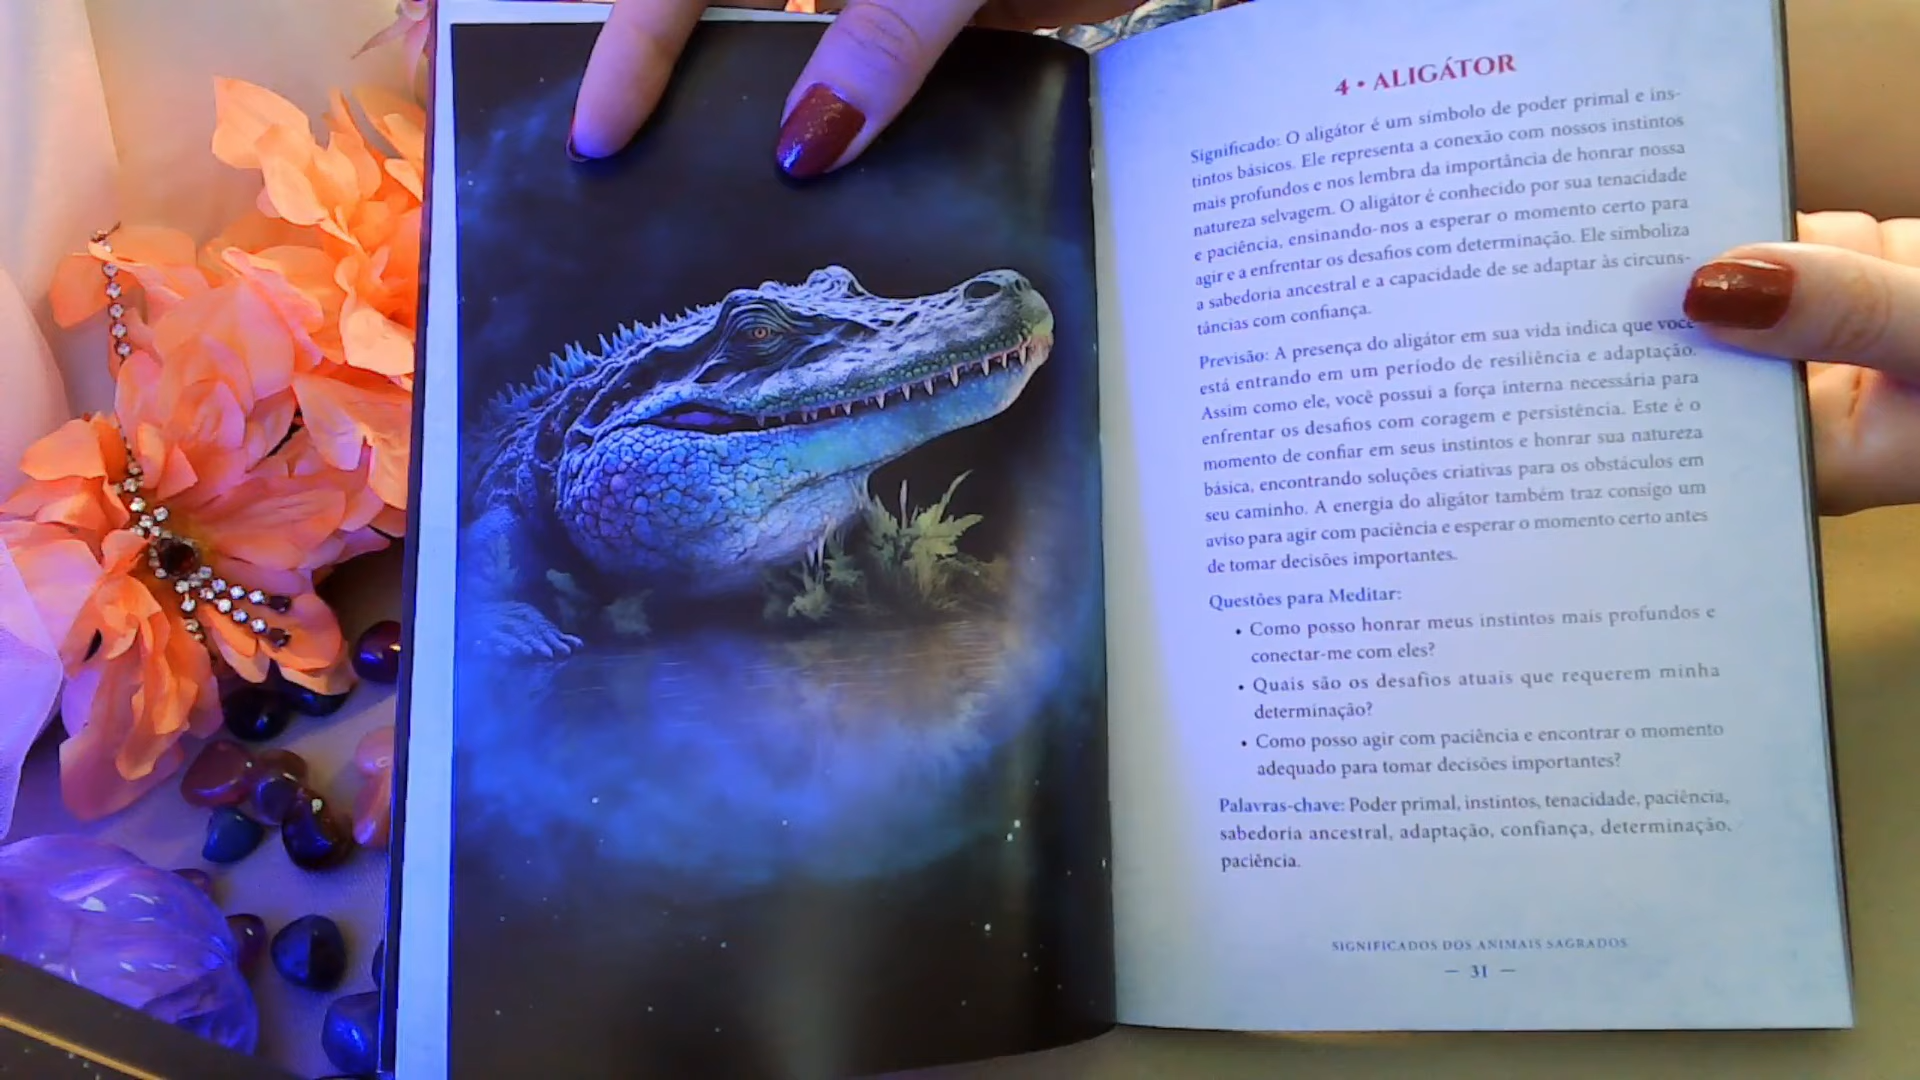 4 • ALIGÁTOR
Significado: O aligátor é um símbolo de poder primal e ins-
tintos básicos. Ele representa a conexão com nossos instintos
mais profundos e nos lembra da importância de honrar nossa
natureza selvagem. O aligátor é conhecido por sua tenacidade
e paciência, ensinando-nos a esperar o momento certo para
agir e a enfrentar os desafios com determinação. Ele simboliza
a sabedoria ancestral e a capacidade de se adaptar às circuns-
tâncias com confiança.
Previsão: A presença do aligátor em sua vida indica que você
está entrando em um período de resiliência e adaptação.
Assim como ele, você possui a força interna necessária para
enfrentar os desafios com coragem e persistência. Este é o
momento de confiar em seus instintos e honrar sua natureza
básica, encontrando soluções criativas para os obstáculos em
seu caminho. A energia do aligátor também traz consigo um
aviso para agir com paciência e esperar o momento certo antes
de tomar decisões importantes.
Questões para Meditar:
• Como posso honrar meus instintos mais profundos e
conectar-me com eles?
• Quais são os desafios atuais que requerem minha
determinação?
• Como posso agir com paciência e encontrar o momento
adequado para tomar decisões importantes?
Palavras-chave: Poder primal, instintos, tenacidade, paciência,
sabedoria ancestral, adaptação, confiança, determinação,
paciência.
SIGNIFICADOS DOS ANIMAIS SAGRADOS
— 31 —